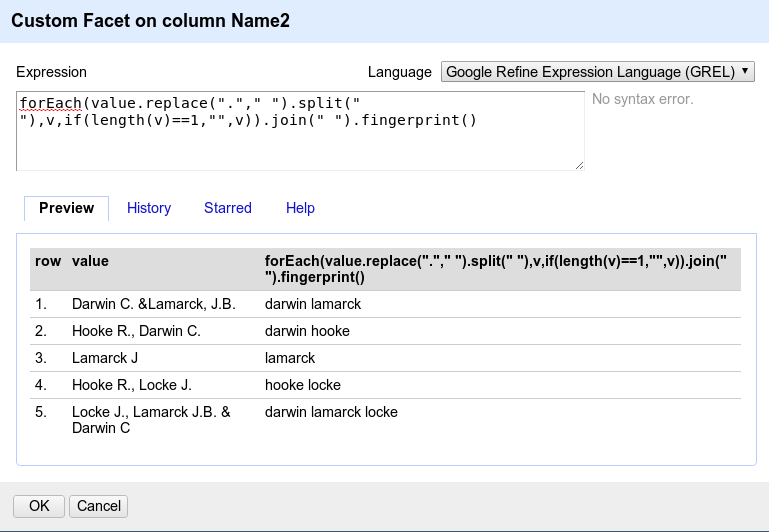 Custom Facet on column Name2
Expression
Language Google Refine Expression Language (GREL)
forEach(value.replace("."," ").split("
"),v,if(length(v)==1,"",v)).join(" ").fingerprint()
No syntax error.
Preview History Starred Help
row value forEach(value.replace("."," ").split(" "),v,if(length(v)==1,"",v)).join("
").fingerprint()
1. Darwin C. &Lamarck, J.B. darwin lamarck
2. Hooke R., Darwin C. darwin hooke
3. Lamarck J lamarck
4. Hooke R., Locke J. hooke locke
5. Locke J., Lamarck J.B. & darwin lamarck locke
Darwin C
OK Cancel